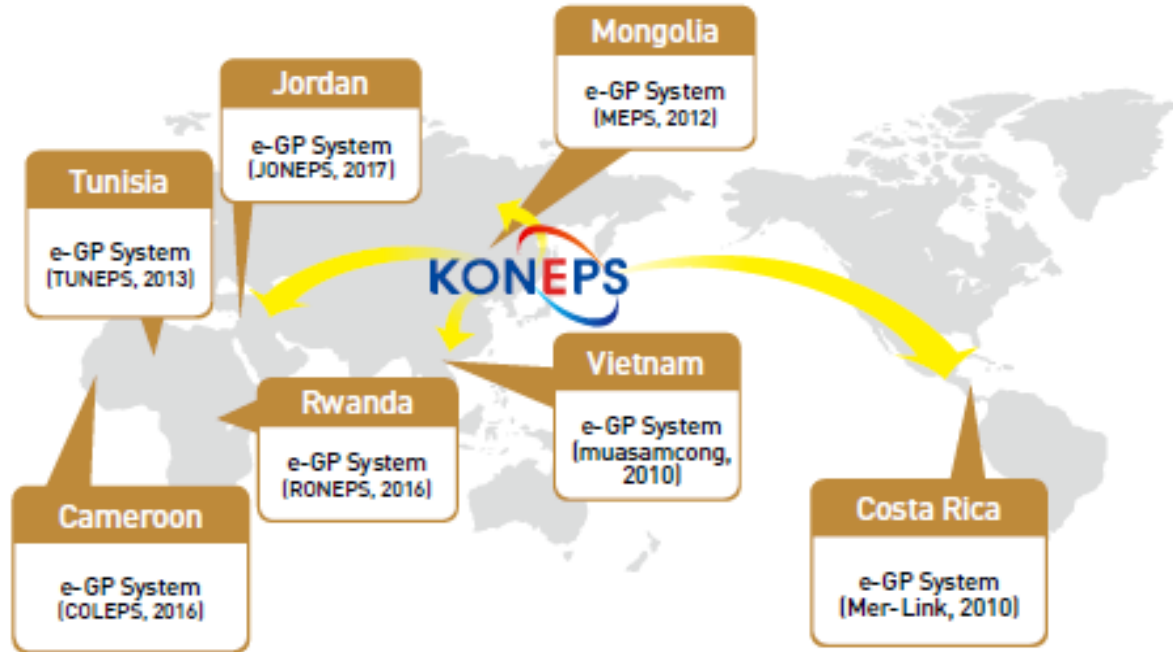 Mongolia
e-GP System
(MEPS, 2012)
Jordan
e-GP System
(JONEPS, 2017)
Tunisia
e-GP System
(TUNEPS, 2013)
KONEPS
Vietnam
e-GP System
(muasamcong,
2010)
Rwanda
e-GP System
(RONEPS, 2016)
Cameroon
e-GP System
(COLEPS, 2016)
Costa Rica
e-GP System
(Mer-Link, 2010)